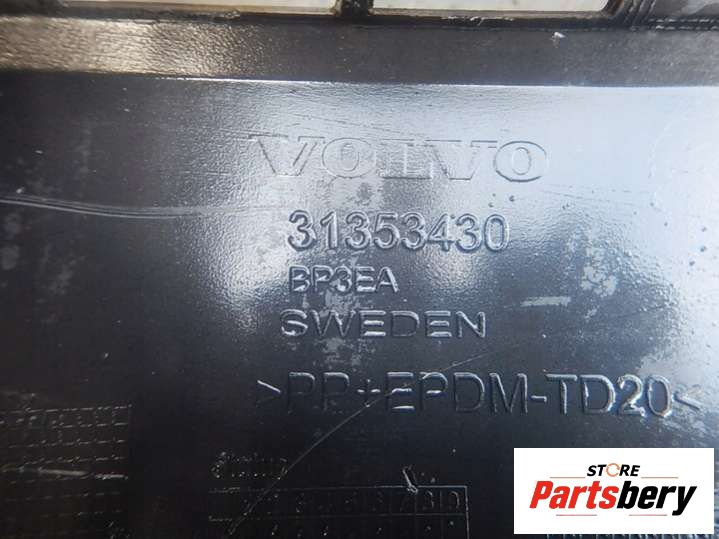 VOLVO
31353430
BP3EA
SWEDEN
>PP+EPDM-TD20<
STORE
Partsbery